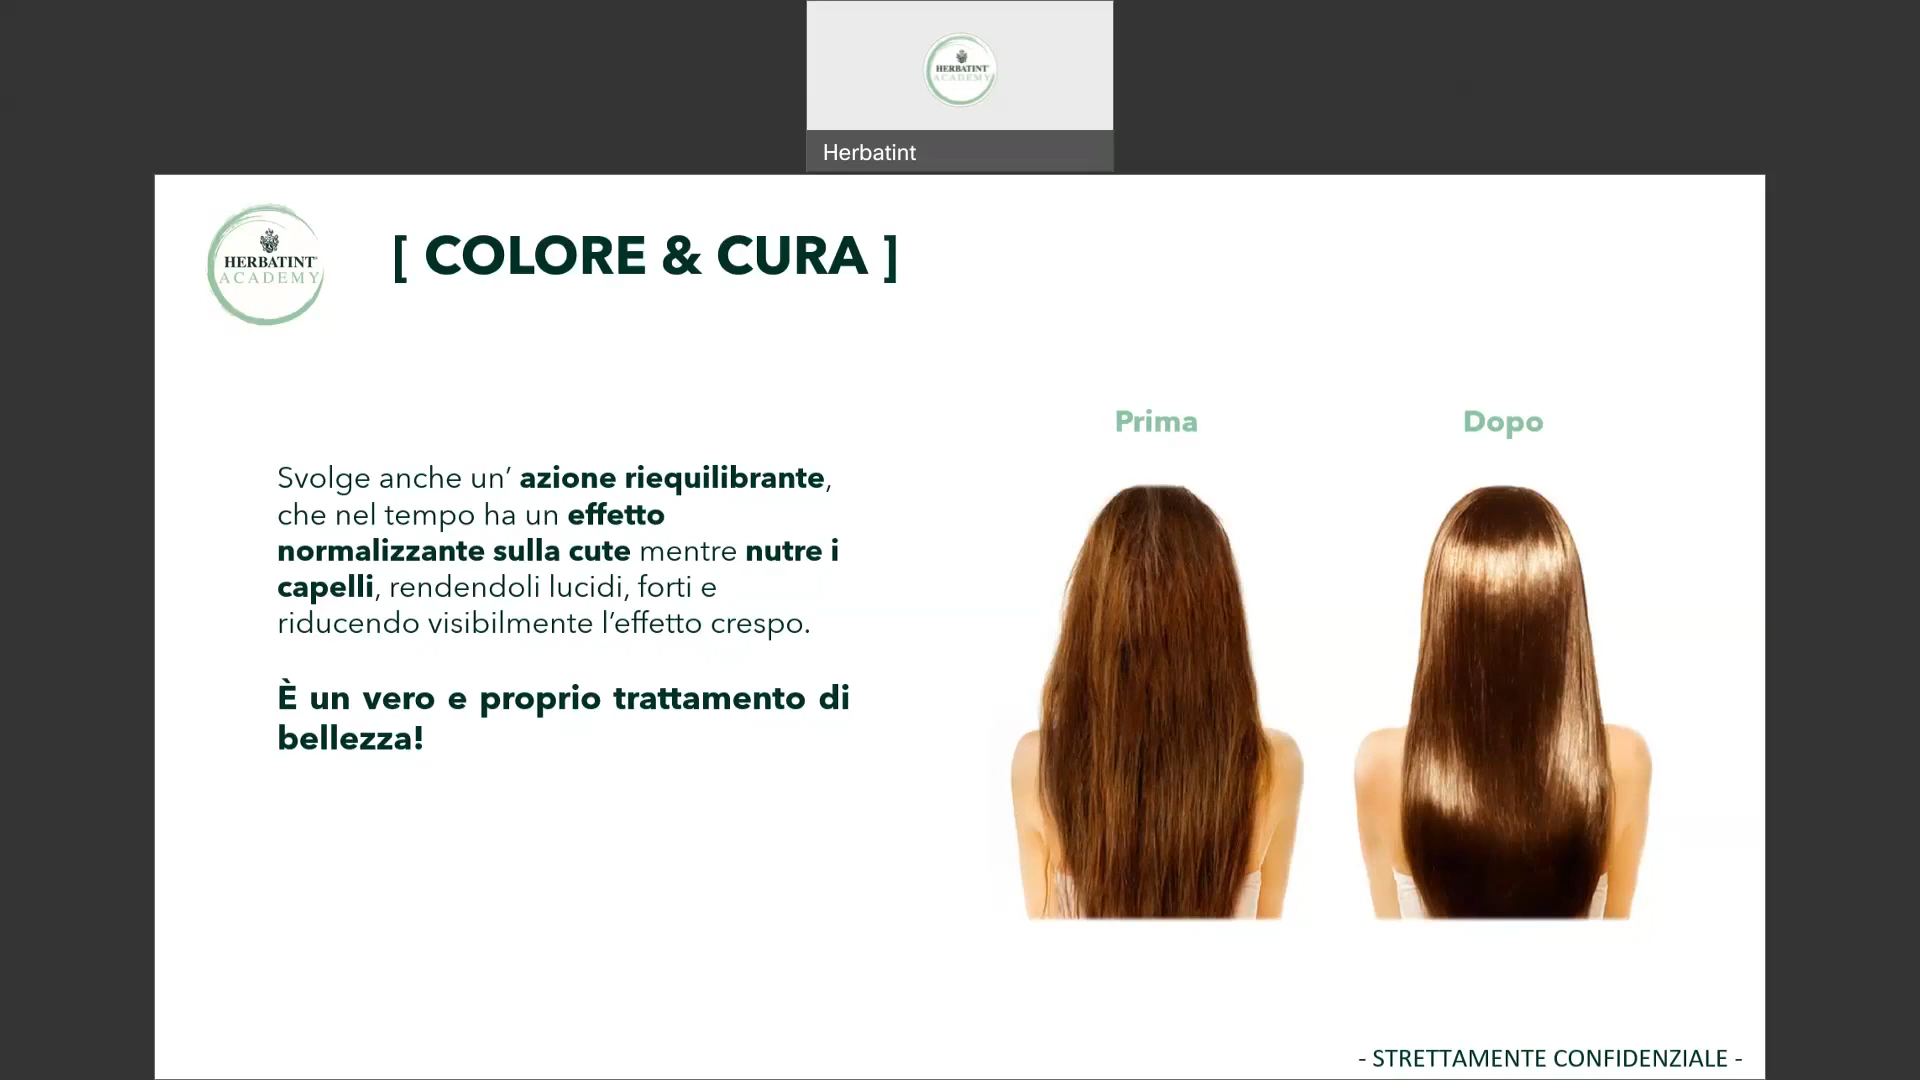 HERBATINT
ACADEMY
Herbatint
HERBATINT
ACADEMY
[ COLORE & CURA ]
Prima
Dopo
Svolge anche un’ azione riequilibrante,
che nel tempo ha un effetto
normalizzante sulla cute mentre nutre i
capelli, rendendoli lucidi, forti e
riducendo visibilmente l’effetto crespo.
È un vero e proprio trattamento di
bellezza!
- STRETTAMENTE CONFIDENZIALE -